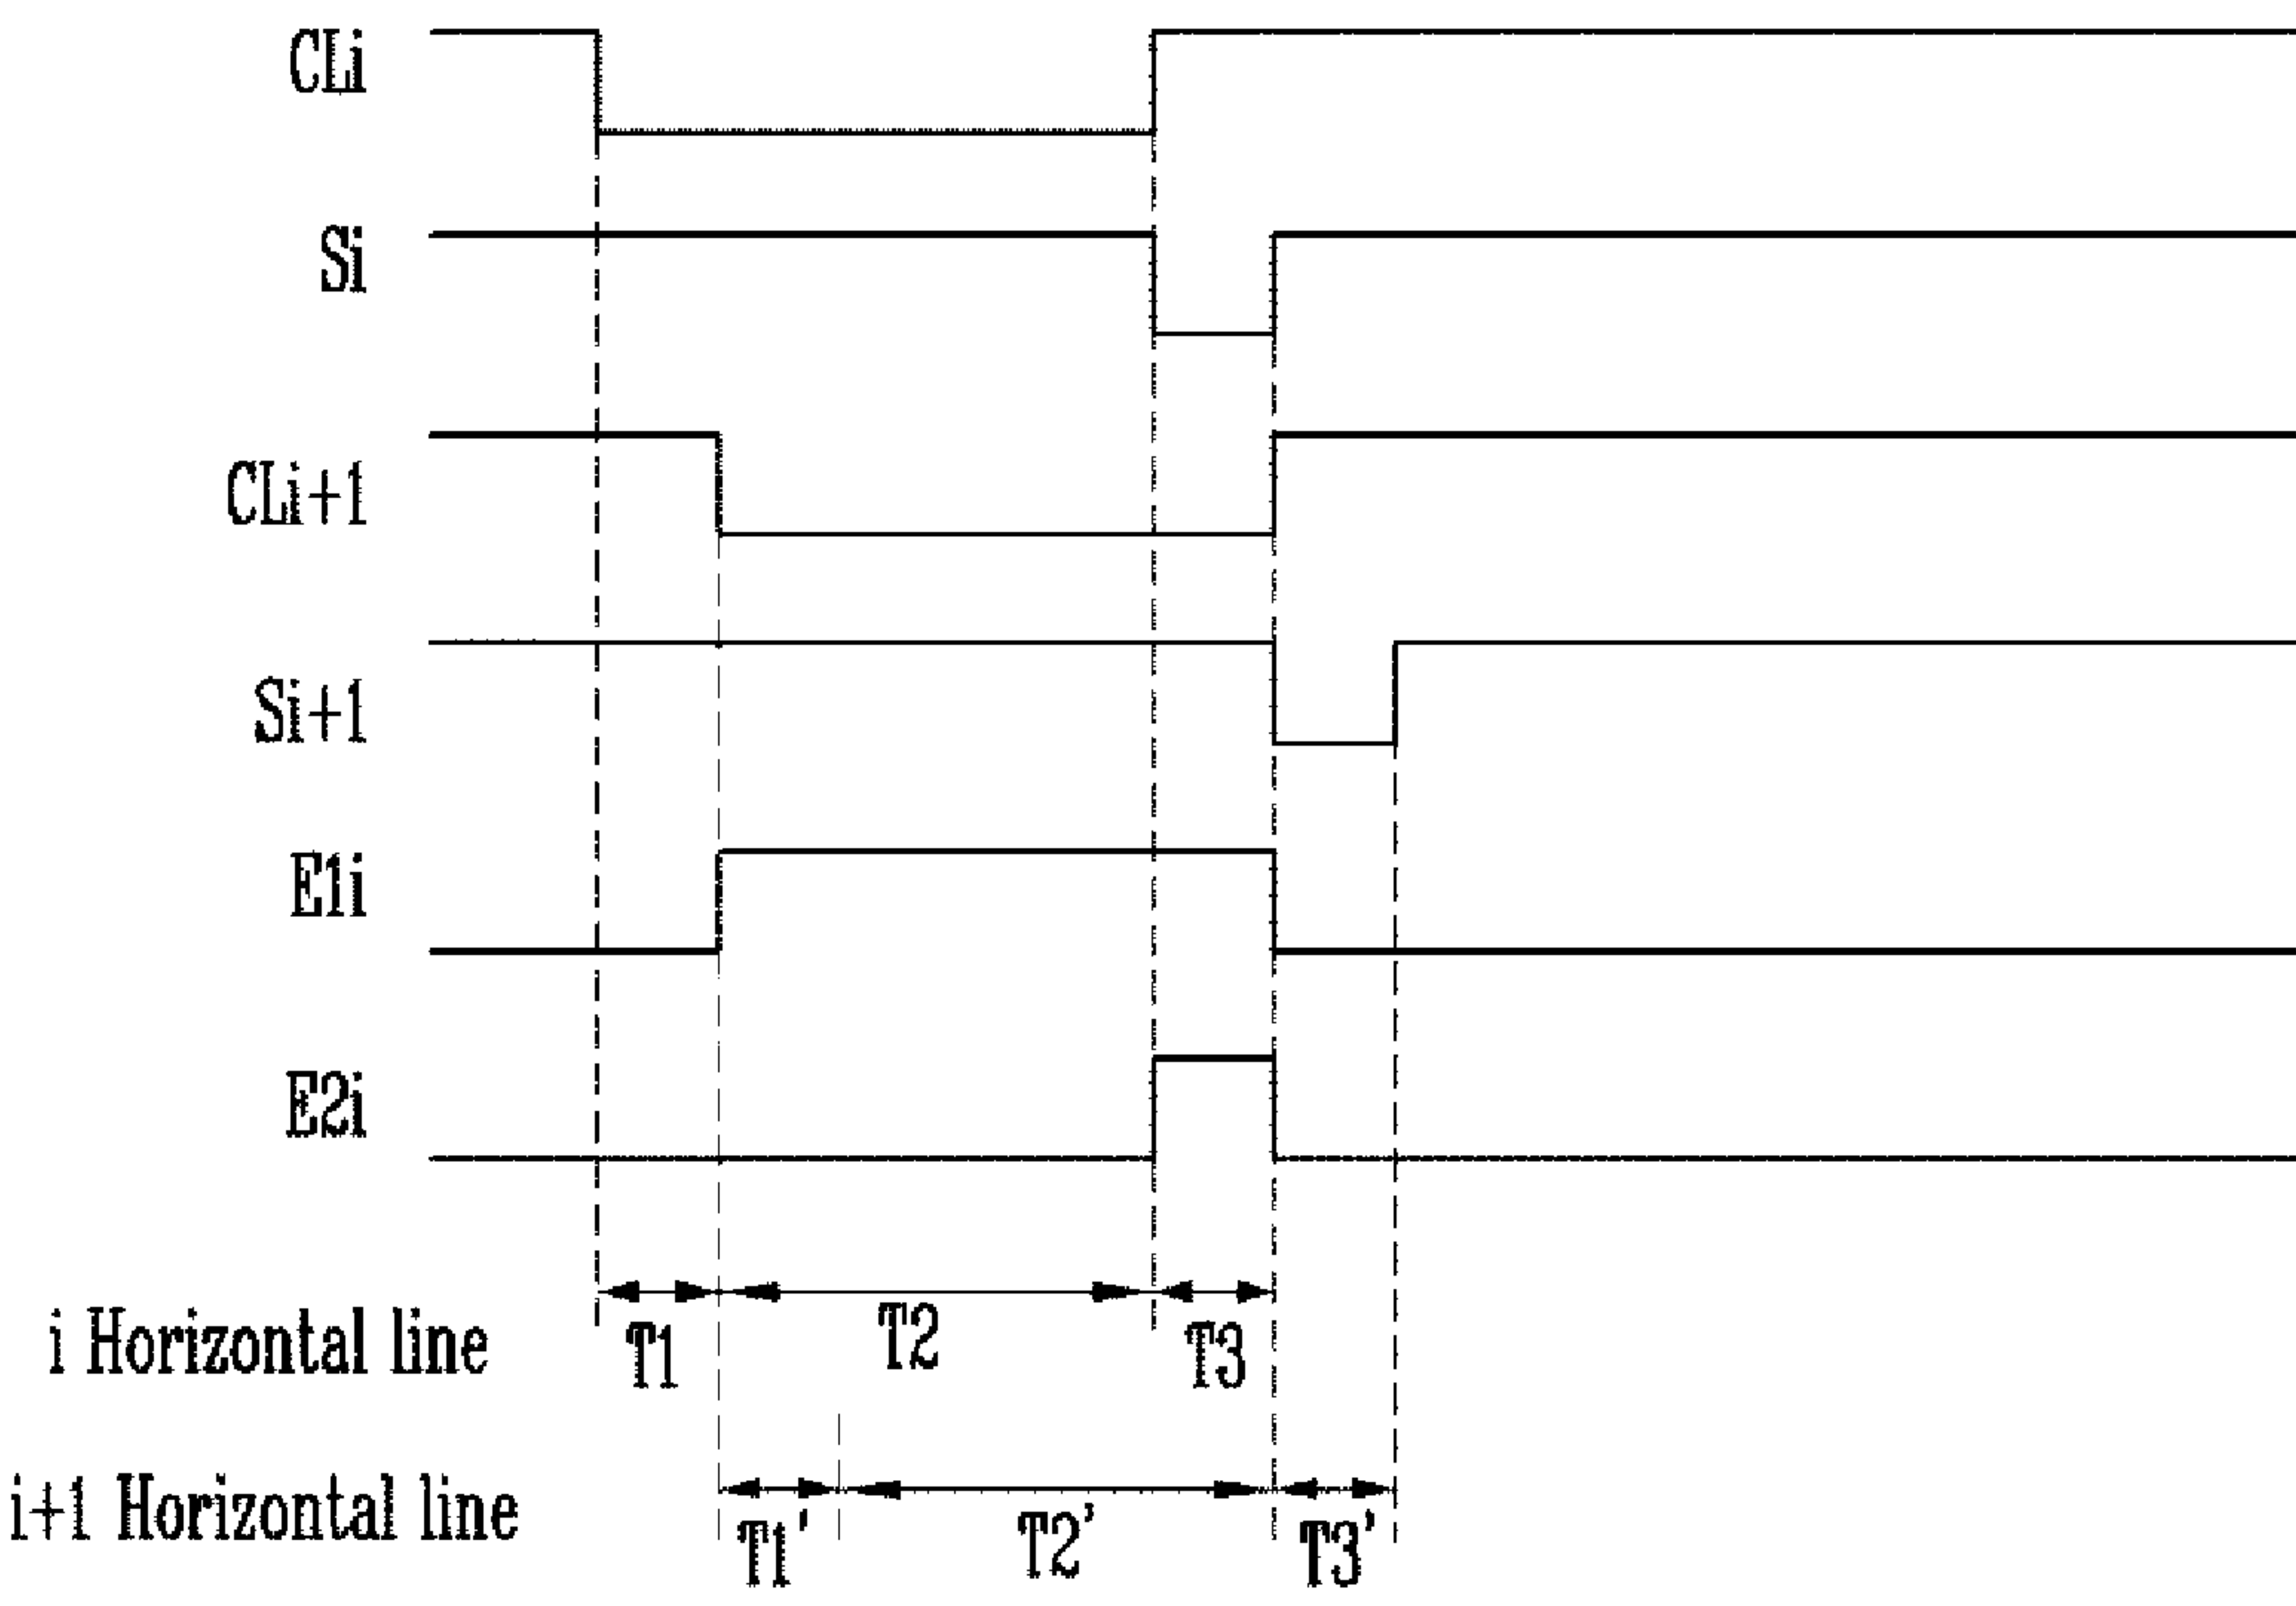 CLi
Si
CLi+1
Si+1
E1i
E2i
i Horizontal line
T1
T2
T3
i+1 Horizontal line
T1'
T2'
T3'